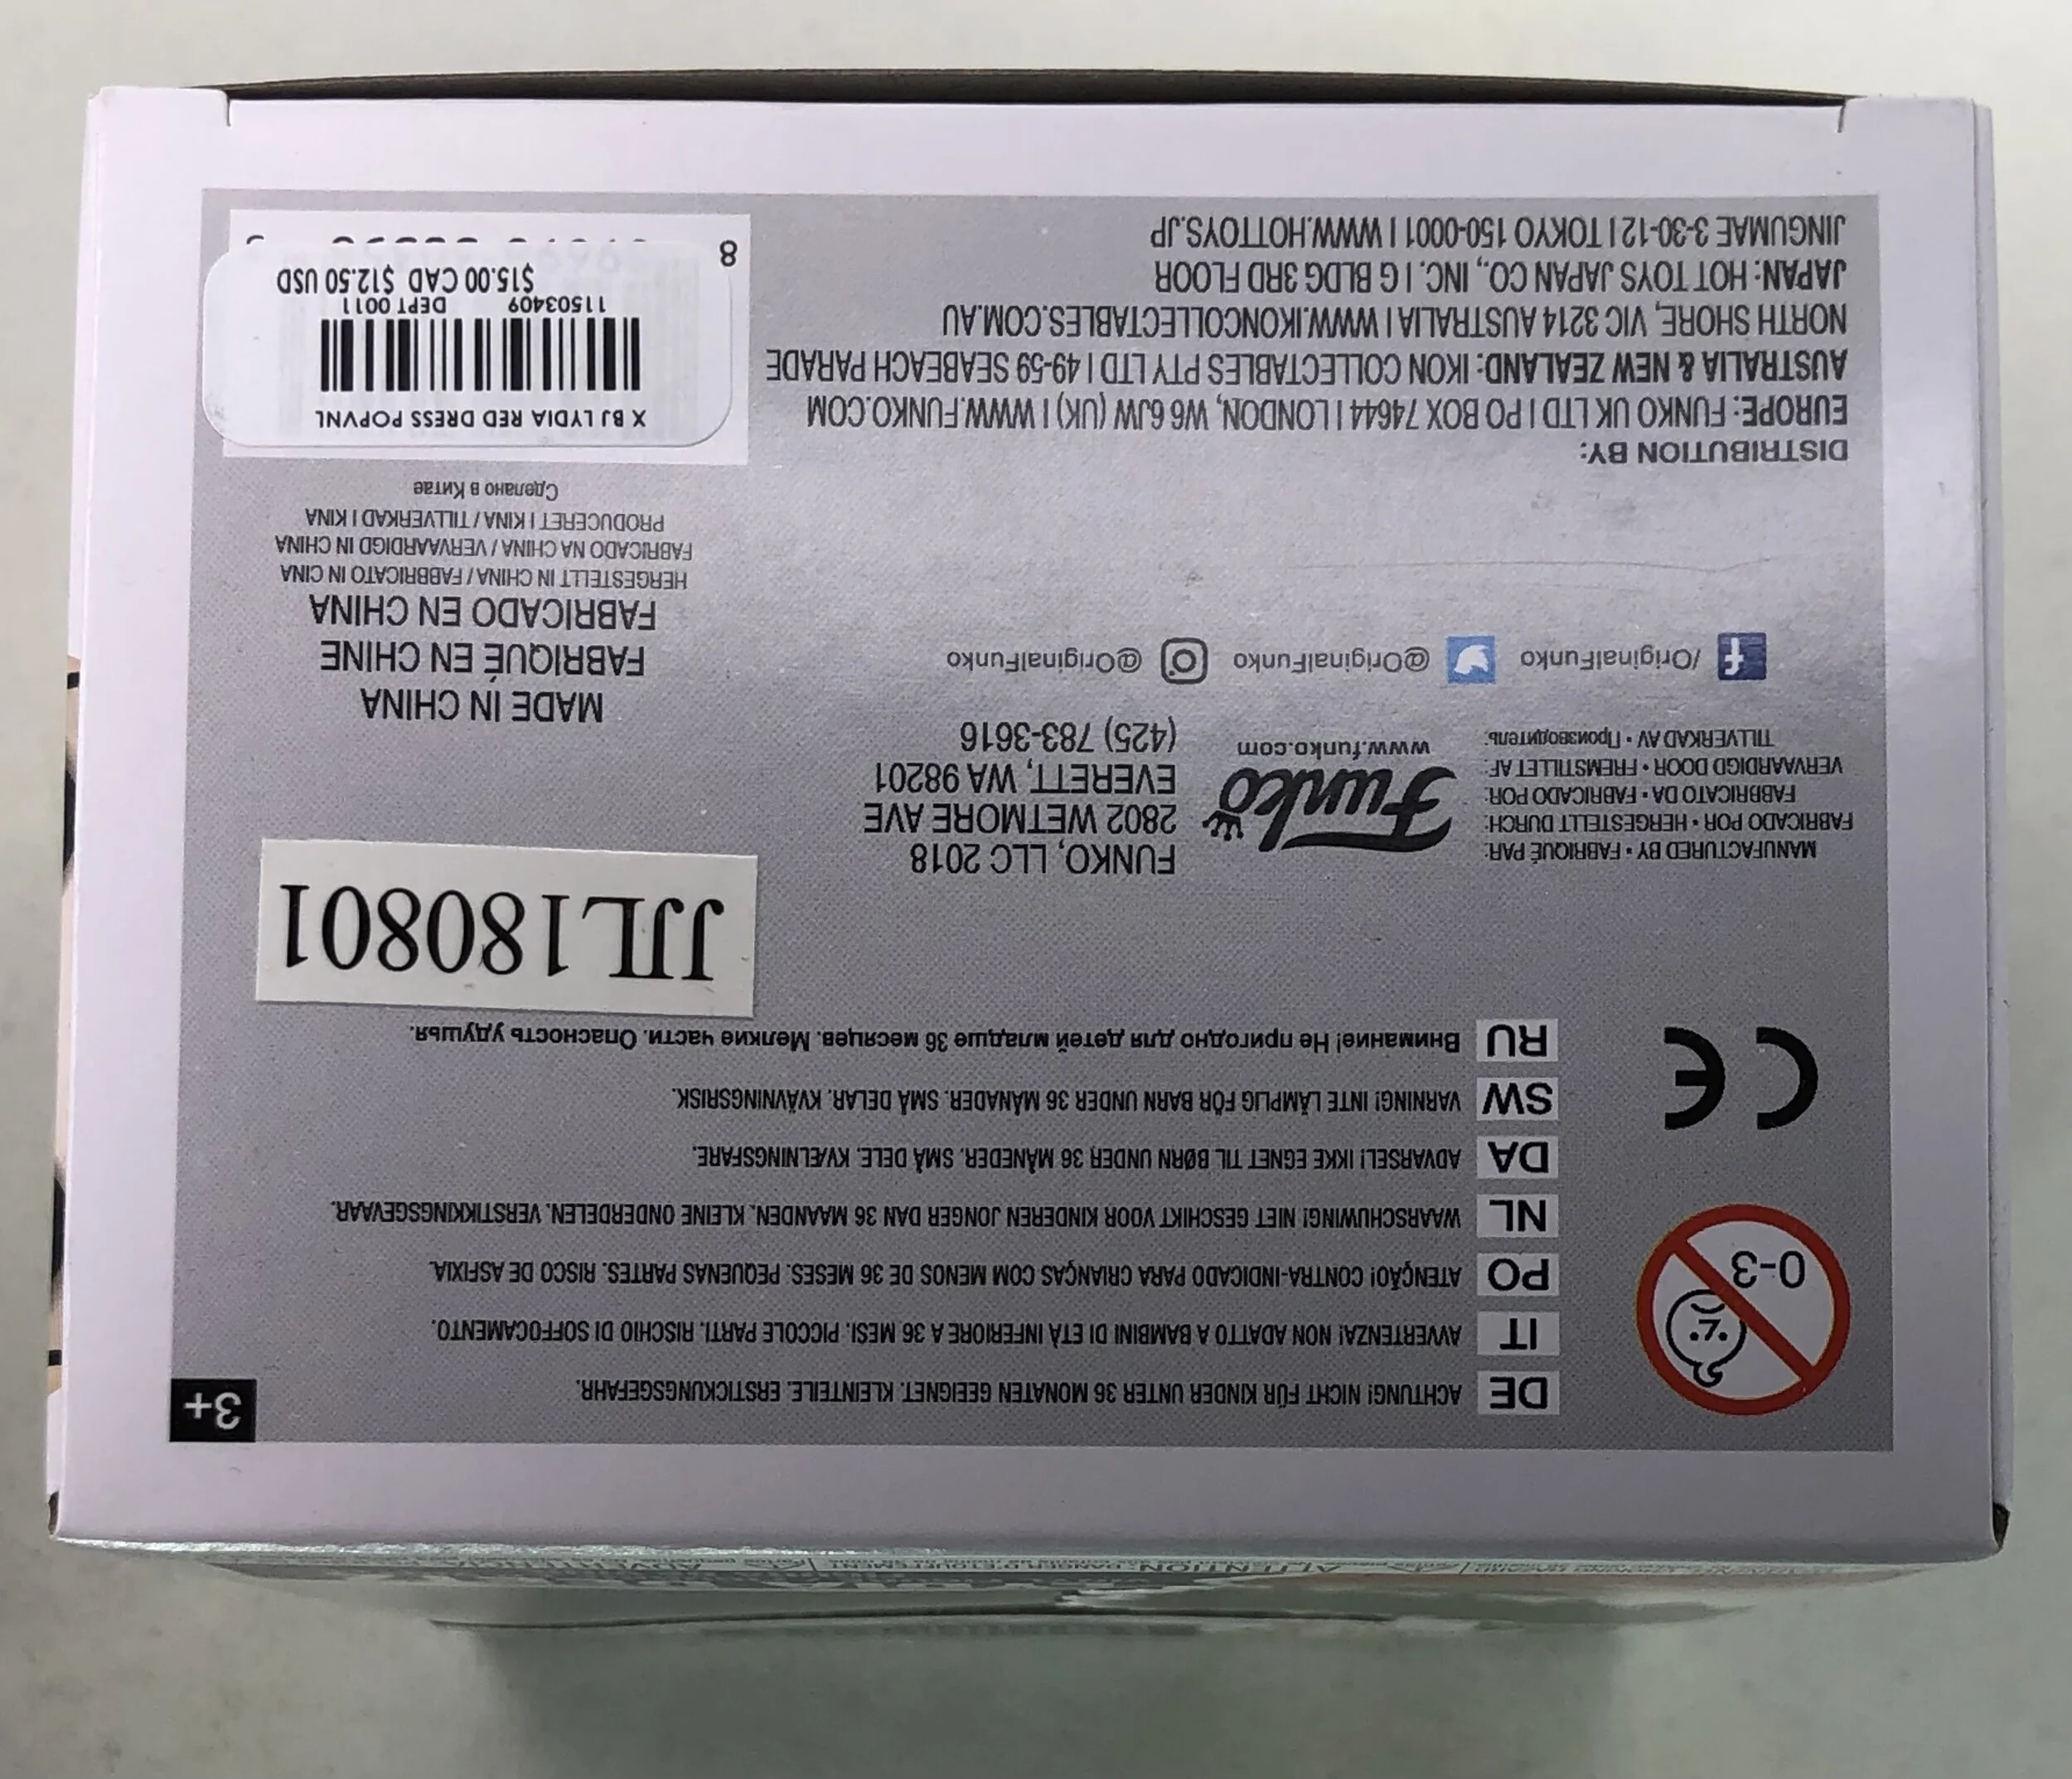 3+
DE ACHTUNG! NICHT FÜR KINDER UNTER 36 MONATEN GEEIGNET. KLEINTEILE. ERSTICKUNGSGEFAHR.
IT AVVERTENZA! NON ADATTO A BAMBINI DI ETÀ INFERIORE A 36 MESI. PICCOLE PARTI. RISCHIO DI SOFFOCAMENTO.
PO ATENÇÃO! CONTRA-INDICADO PARA CRIANÇAS COM MENOS DE 36 MESES. PEQUENAS PARTES. RISCO DE ASFIXIA.
NL WAARSCHUWING! NIET GESCHIKT VOOR KINDEREN JONGER DAN 36 MAANDEN. KLEINE ONDERDELEN. VERSTIKKINGSGEVAAR.
DA ADVARSEL! IKKE EGNET TIL BØRN UNDER 36 MÅNEDER. SMÅ DELE. KVÆLNINGSFARE.
SW VARNING! INTE LÄMPLIG FÖR BARN UNDER 36 MÅNADER. SMÅ DELAR. KVÄVNINGSRISK.
RU Внимание! Не пригодно для детей младше 36 месяцев. Мелкие части. Опасность удушья.
0-3
CE
JJL180801
MANUFACTURED BY • FABRIQUÉ PAR:
FABRICADO POR • HERGESTELLT DURCH:
FABBRICATO DA • FABRICADO POR:
VERVAARDIGD DOOR • FREMSTILLET AF:
TILLVERKAD AV • Производитель:
Funko
www.funko.com
FUNKO, LLC 2018
2802 WETMORE AVE
EVERETT, WA 98201
(425) 783-3616
/OriginalFunko @OriginalFunko @OriginalFunko
MADE IN CHINA
FABRIQUÉ EN CHINE
FABRICADO EN CHINA
HERGESTELLT IN CHINA / FABBRICATO IN CINA
FABRICADO NA CHINA / VERVAARDIGD IN CHINA
PRODUCERET I KINA / TILLVERKAD I KINA
Сделано в Китае
DISTRIBUTION BY:
EUROPE: FUNKO UK LTD | PO BOX 74644 | LONDON, W6 6JW (UK) | WWW.FUNKO.COM
AUSTRALIA & NEW ZEALAND: IKON COLLECTABLES PTY LTD | 49-59 SEABEACH PARADE
NORTH SHORE, VIC 3214 AUSTRALIA | WWW.IKONCOLLECTABLES.COM.AU
JAPAN: HOT TOYS JAPAN CO., INC. | G BLDG 3RD FLOOR
JINGUMAE 3-30-12 | TOKYO 150-0001 | WWW.HOTTOYS.JP
X BJ LYDIA RED DRESS POPVNL
11503409 DEPT 0011
$15.00 CAD $12.50 USD
8